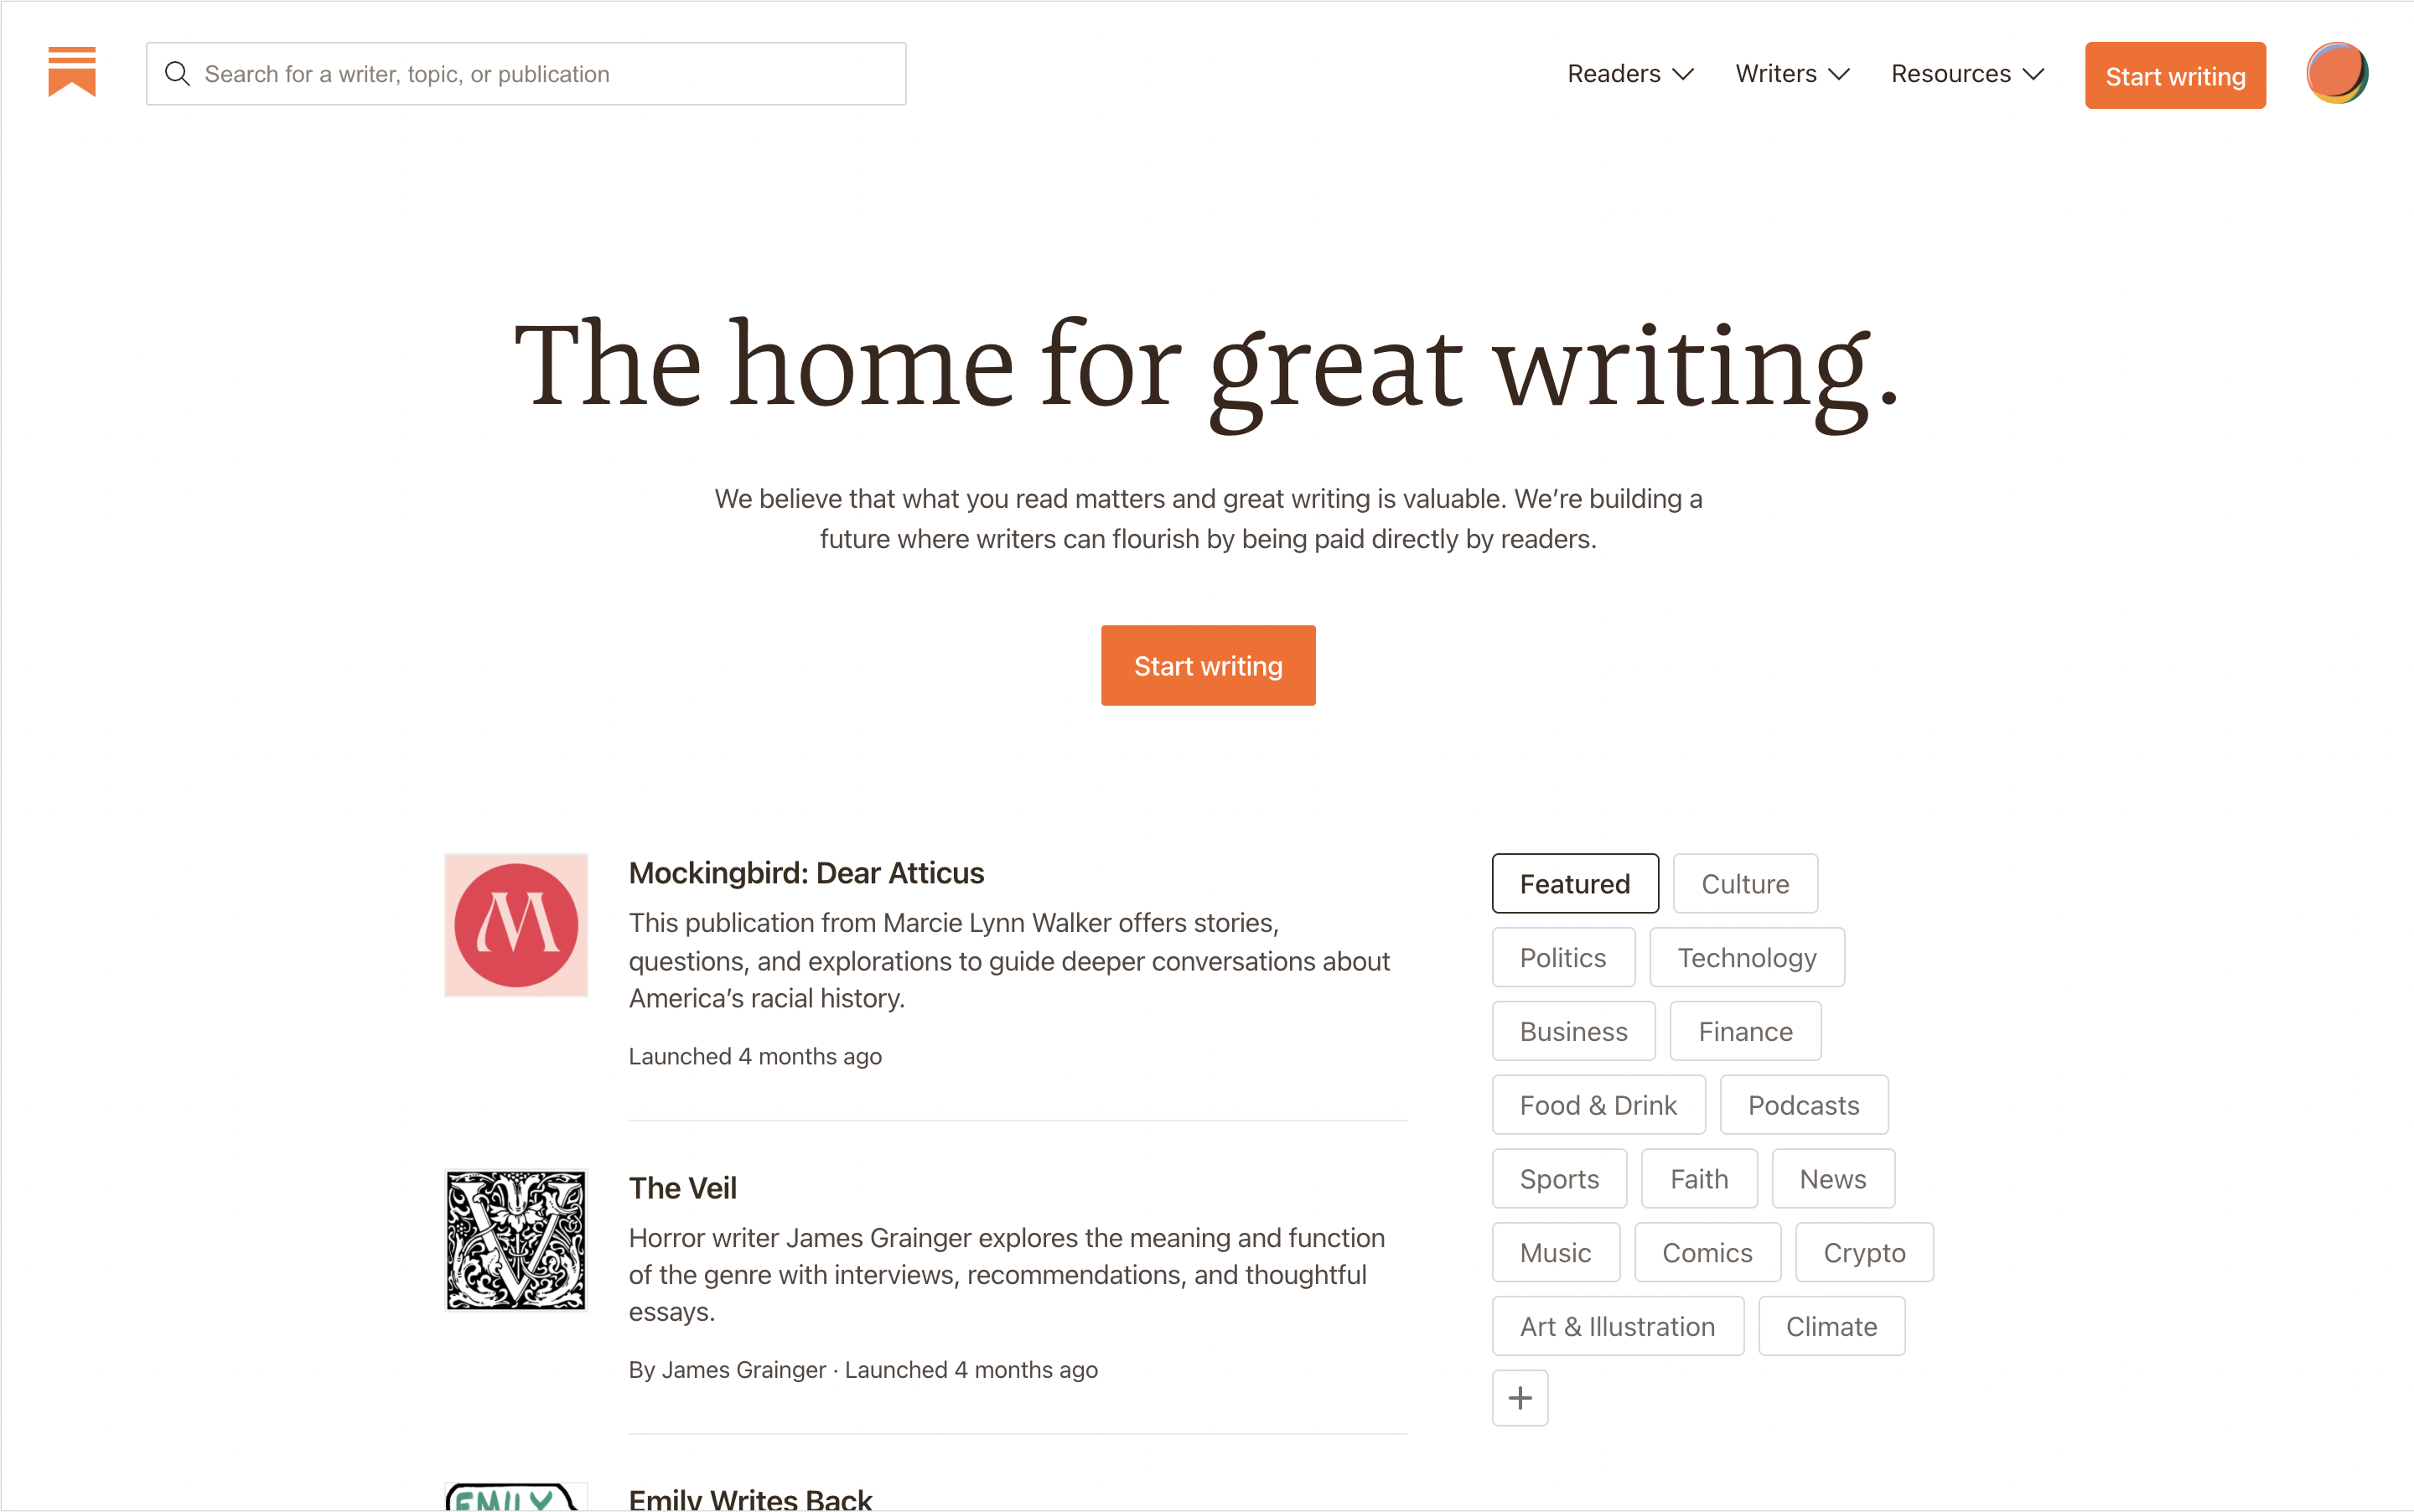 Search for a writer, topic, or publication
Readers
Writers
Resources
Start writing
The home for great writing.
We believe that what you read matters and great writing is valuable. We’re building a
future where writers can flourish by being paid directly by readers.
Start writing
M
Mockingbird: Dear Atticus
This publication from Marcie Lynn Walker offers stories,
questions, and explorations to guide deeper conversations about
America’s racial history.
Launched 4 months ago
V
The Veil
Horror writer James Grainger explores the meaning and function
of the genre with interviews, recommendations, and thoughtful
essays.
By James Grainger · Launched 4 months ago
EMILY
Emily Writes Back
Featured
Culture
Politics
Technology
Business
Finance
Food & Drink
Podcasts
Sports
Faith
News
Music
Comics
Crypto
Art & Illustration
Climate